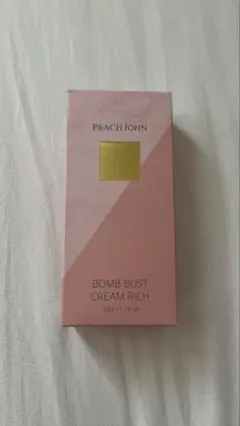 PEACH JOHN
BOMB BUST
CREAM RICH